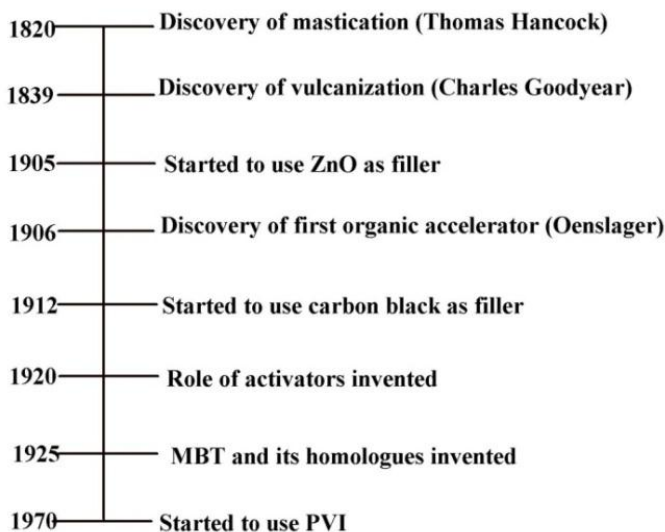 1820 Discovery of mastication (Thomas Hancock)
1839 Discovery of vulcanization (Charles Goodyear)
1905 Started to use ZnO as filler
1906 Discovery of first organic accelerator (Oenslager)
1912 Started to use carbon black as filler
1920 Role of activators invented
1925 MBT and its homologues invented
1970 Started to use PVI